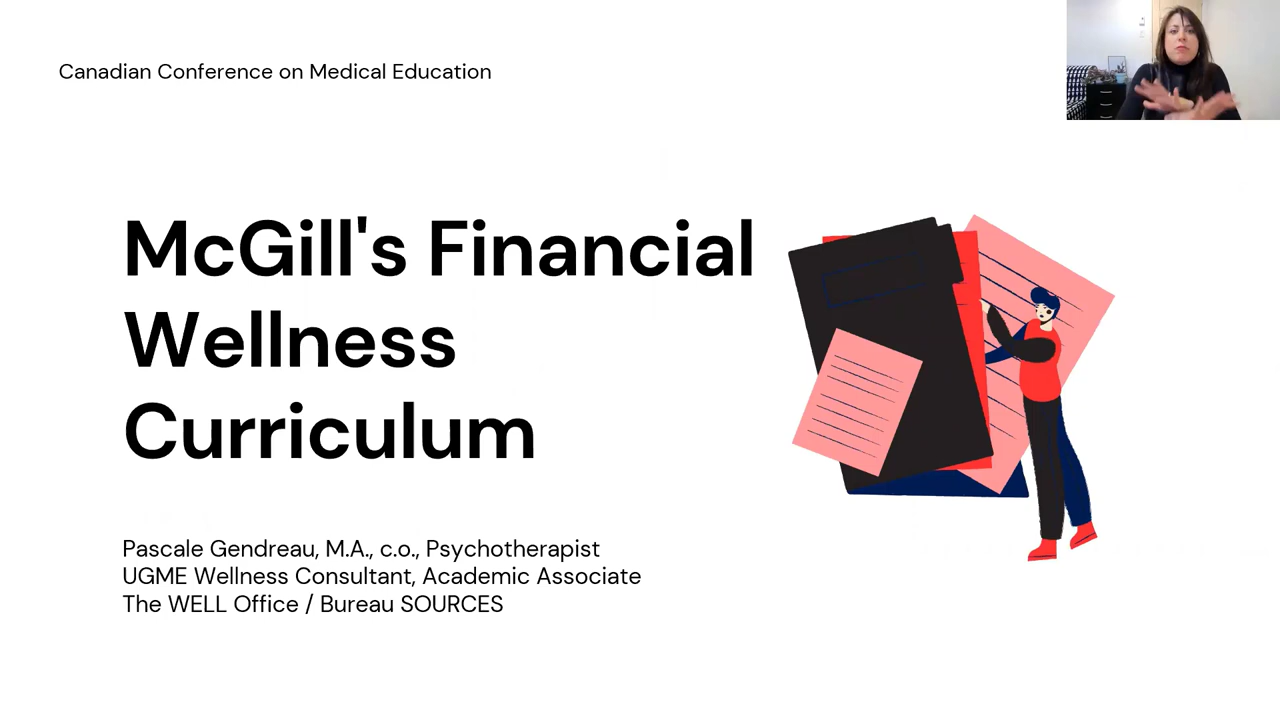 Canadian Conference on Medical Education
McGill's Financial
Wellness
Curriculum
Pascale Gendreau, M.A., c.o., Psychotherapist
UGME Wellness Consultant, Academic Associate
The WELL Office / Bureau SOURCES